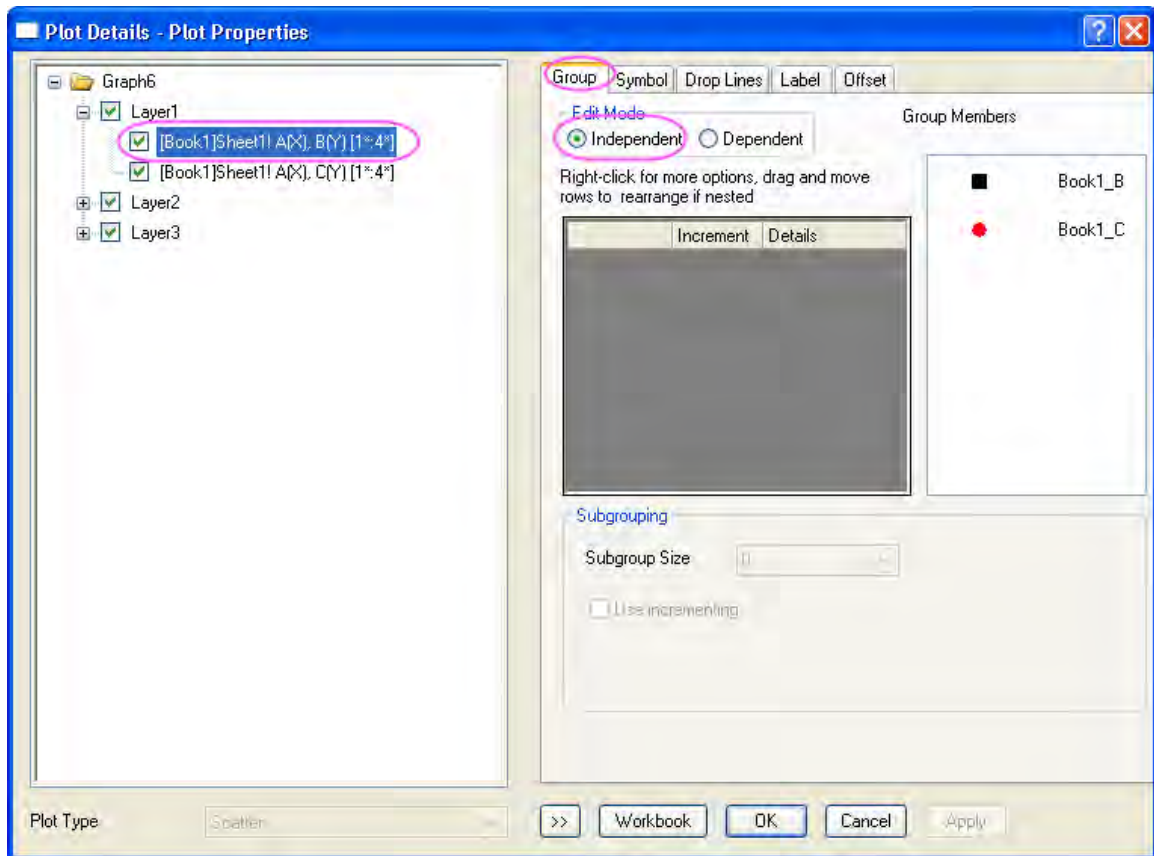 Plot Details - Plot Properties
Graph6
Layer1
[Book1]Sheet1! A(X), B(Y) [1*:4*]
[Book1]Sheet1! A(X), C(Y) [1*:4*]
Layer2
Layer3
Group Symbol Drop Lines Label Offset
Edit Mode
Independent Dependent
Group Members
Right-click for more options, drag and move
rows to rearrange if nested
Increment Details
Book1_B
Book1_C
Subgrouping
Subgroup Size
Use incrementing
Plot Type Scatter >> Workbook OK Cancel Apply